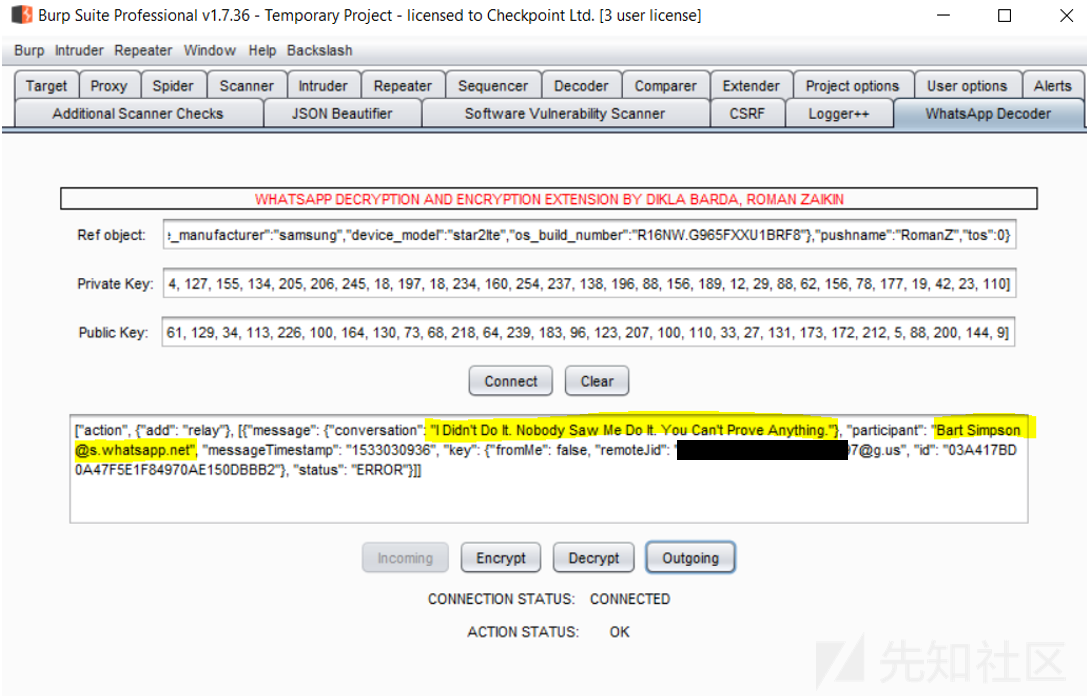 Burp Suite Professional v1.7.36 - Temporary Project - licensed to Checkpoint Ltd. [3 user license]
Burp Intruder Repeater Window Help Backslash
Target Proxy Spider Scanner Intruder Repeater Sequencer Decoder Comparer Extender Project options User options Alerts
Additional Scanner Checks JSON Beautifier Software Vulnerability Scanner CSRF Logger++ WhatsApp Decoder
WHATSAPP DECRYPTION AND ENCRYPTION EXTENSION BY DIKLA BARDA, ROMAN ZAIKIN
Ref object: e_manufacturer":"samsung","device_model":"star2lte","os_build_number":"R16NW.G965FXXU1BRF8"},"pushname":"RomanZ","tos":0}
Private Key: 4, 127, 155, 134, 205, 206, 245, 18, 197, 18, 234, 160, 254, 237, 138, 196, 88, 156, 189, 12, 29, 88, 62, 156, 78, 177, 19, 42, 23, 110]
Public Key: 61, 129, 34, 113, 226, 100, 164, 130, 73, 68, 218, 64, 239, 183, 96, 123, 207, 100, 110, 33, 27, 131, 173, 172, 212, 5, 88, 200, 144, 9]
Connect Clear
["action", {"add": "relay"}, [{"message": {"conversation": "I Didn't Do It. Nobody Saw Me Do It. You Can't Prove Anything."}, "participant": "Bart Simpson
@s.whatsapp.net", "messageTimestamp": "1533030936", "key": {"fromMe": false, "remoteJid": "97@g.us", "id": "03A417BD
0A47F5E1F84970AE150DBBB2"}, "status": "ERROR"}]]
Incoming Encrypt Decrypt Outgoing
CONNECTION STATUS: CONNECTED
ACTION STATUS: OK
先知社区